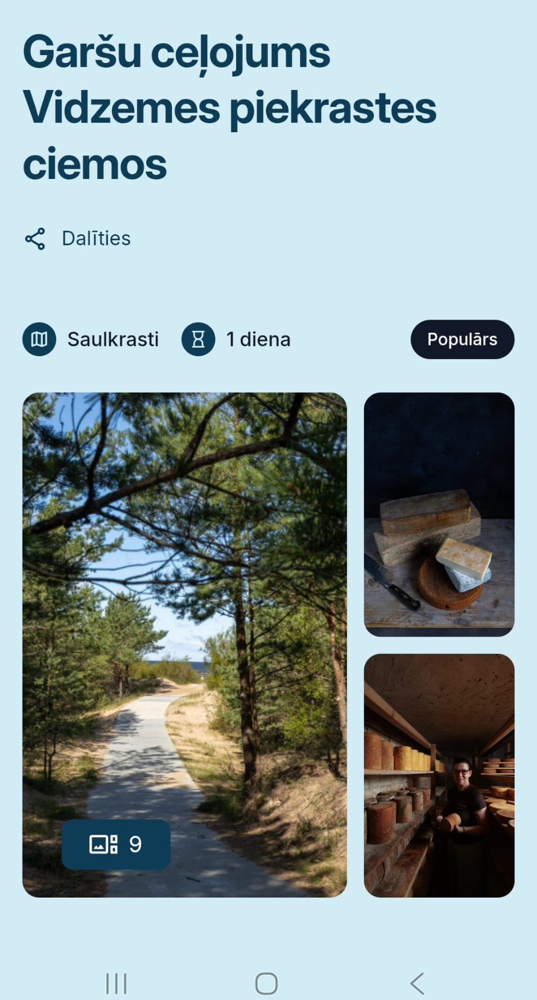 Garšu ceļojums
Vidzemes piekrastes
ciemos
Dalīties
Saulkrasti
1 diena
Populārs
9